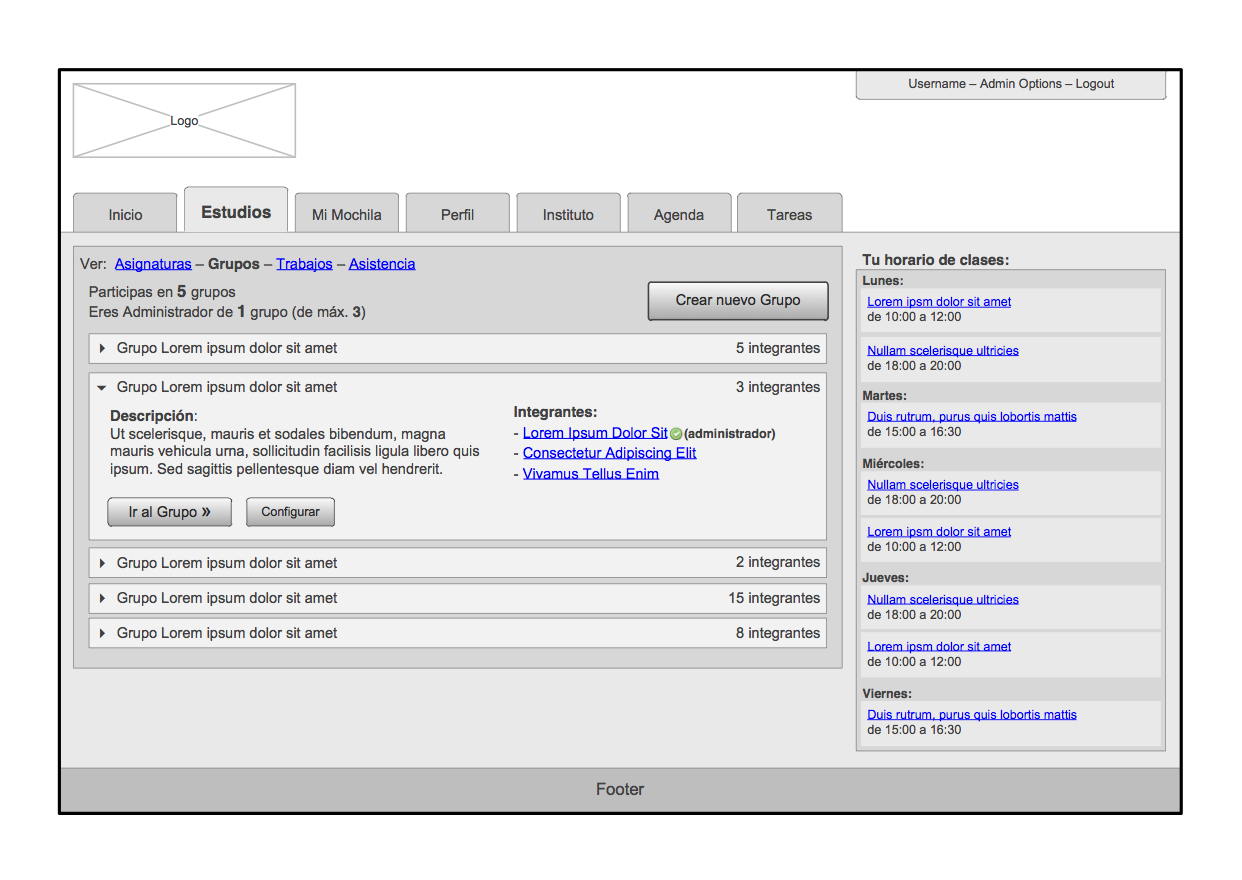 Username – Admin Options – Logout
Logo
Inicio
Estudios
Mi Mochila
Perfil
Instituto
Agenda
Tareas
Ver: Asignaturas – Grupos – Trabajos – Asistencia
Participas en 5 grupos
Eres Administrador de 1 grupo (de máx. 3)
Crear nuevo Grupo
Grupo Lorem ipsum dolor sit amet 5 integrantes
Grupo Lorem ipsum dolor sit amet 3 integrantes
Descripción:
Ut scelerisque, mauris et sodales bibendum, magna
mauris vehicula urna, sollicitudin facilisis ligula libero quis
ipsum. Sed sagittis pellentesque diam vel hendrerit.
Integrantes:
- Lorem Ipsum Dolor Sit (administrador)
- Consectetur Adipiscing Elit
- Vivamus Tellus Enim
Ir al Grupo »
Configurar
Grupo Lorem ipsum dolor sit amet 2 integrantes
Grupo Lorem ipsum dolor sit amet 15 integrantes
Grupo Lorem ipsum dolor sit amet 8 integrantes
Tu horario de clases:
Lunes:
Lorem ipsm dolor sit amet
de 10:00 a 12:00
Nullam scelerisque ultricies
de 18:00 a 20:00
Martes:
Duis rutrum, purus quis lobortis mattis
de 15:00 a 16:30
Miércoles:
Nullam scelerisque ultricies
de 18:00 a 20:00
Lorem ipsm dolor sit amet
de 10:00 a 12:00
Jueves:
Nullam scelerisque ultricies
de 18:00 a 20:00
Lorem ipsm dolor sit amet
de 10:00 a 12:00
Viernes:
Duis rutrum, purus quis lobortis mattis
de 15:00 a 16:30
Footer